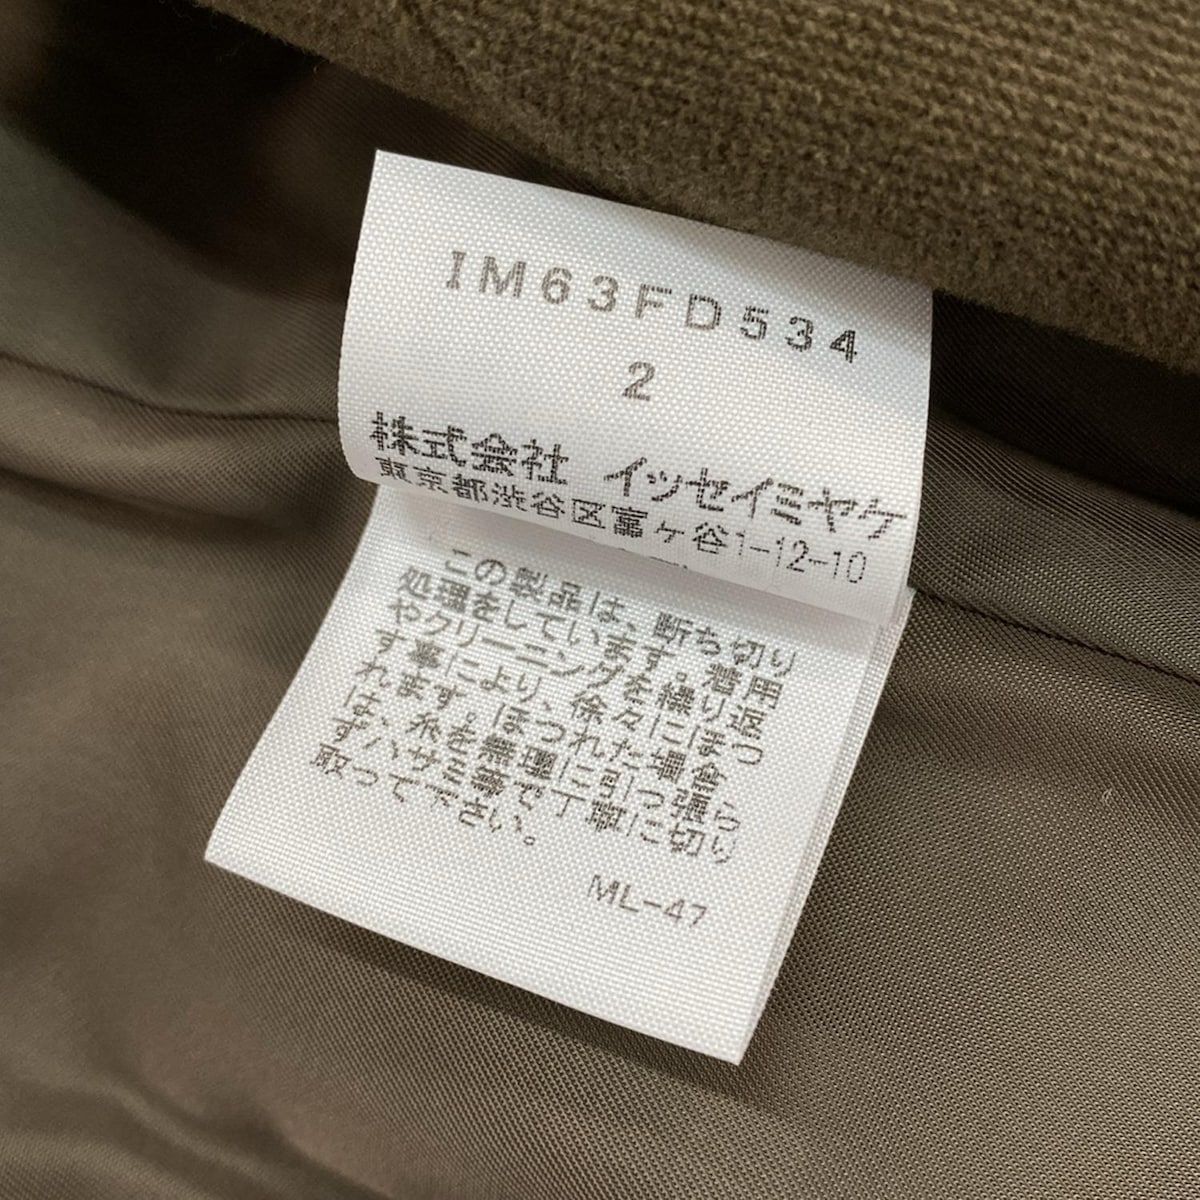 IM63FD534
2
株式会社 イッセイミヤケ
東京都渋谷区富ヶ谷1-12-10
この製品は、断ち切り
処理をしています。着用
やクリーニングを繰り返
す事により、徐々にほつ
れます。ほつれた場合
は、糸を無理に引っ張ら
ずハサミ等で丁寧に切り
取って下さい。
ML-47